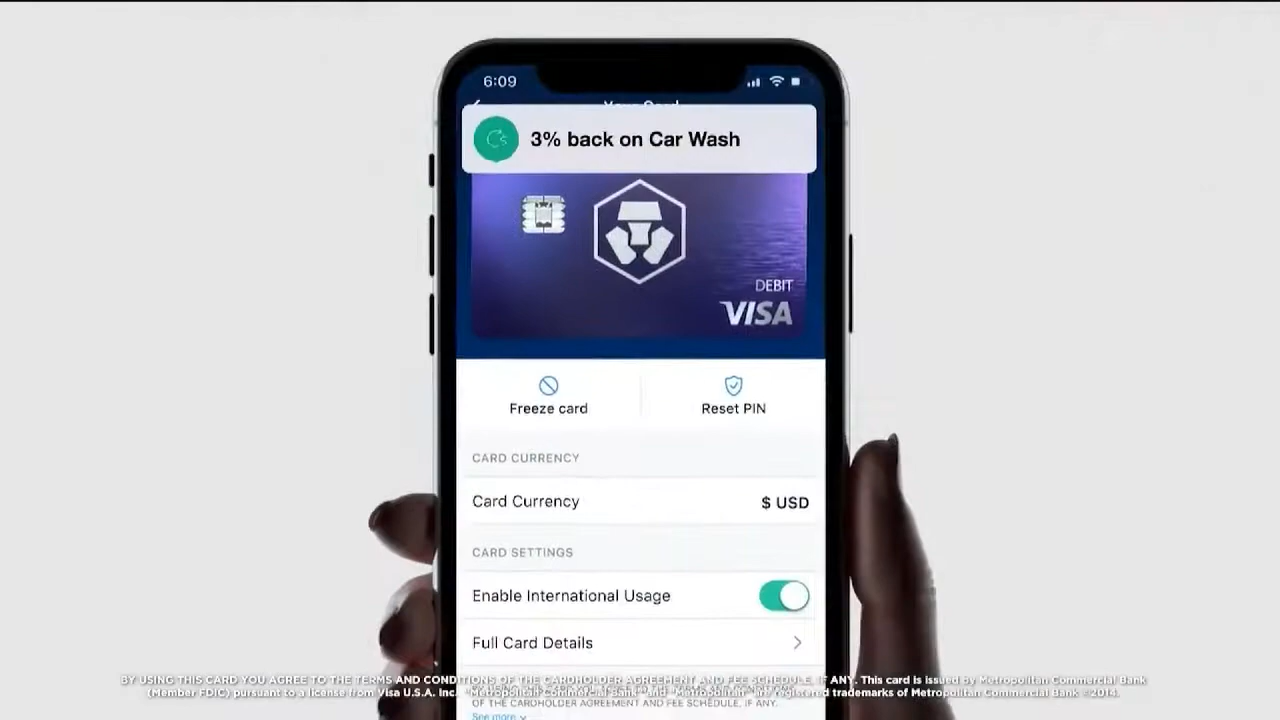 6:09
Your Card
3% back on Car Wash
DEBIT
VISA
Freeze card
Reset PIN
CARD CURRENCY
Card Currency
$ USD
CARD SETTINGS
Enable International Usage
Full Card Details
BY USING THIS CARD YOU AGREE TO THE TERMS AND CONDITIONS OF THE CARDHOLDER AGREEMENT AND FEE SCHEDULE, IF ANY. This card is issued by Metropolitan Commercial Bank
(Member FDIC) pursuant to a license from Visa U.S.A. Inc. "Metropolitan Commercial Bank" and "Metropolitan" are registered trademarks of Metropolitan Commercial Bank ©2014.
OF THE CARDHOLDER AGREEMENT AND FEE SCHEDULE, IF ANY.
See more